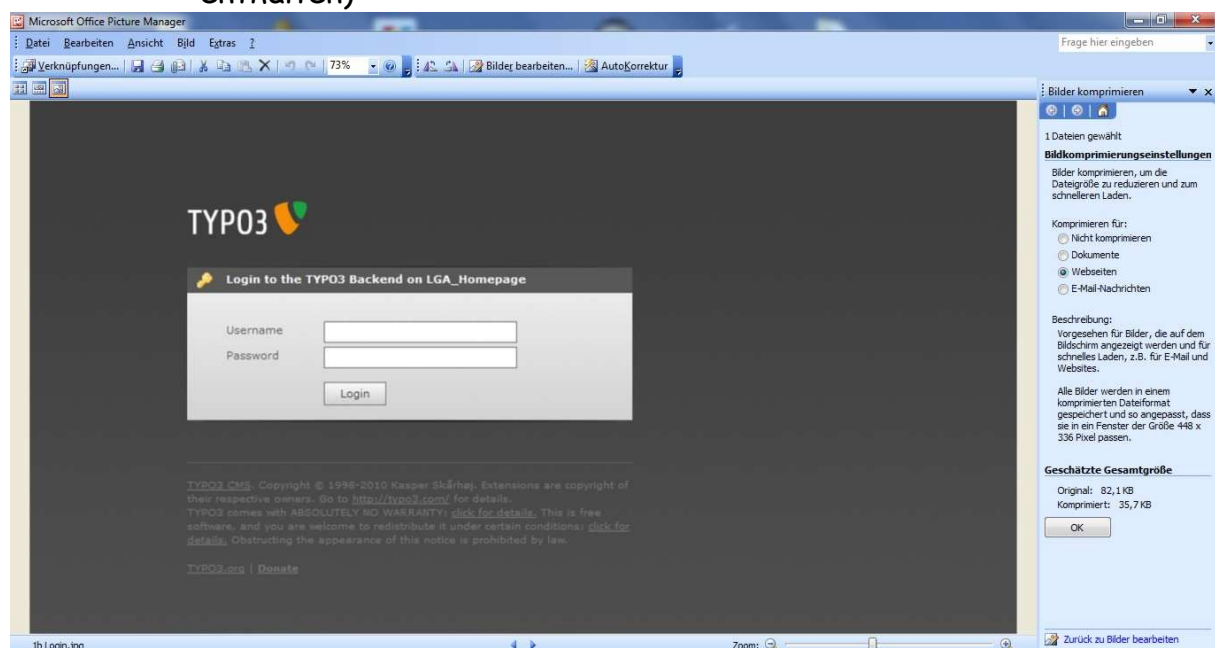 enthalten)
Microsoft Office Picture Manager
Datei Bearbeiten Ansicht Bild Extras ?
Frage hier eingeben
Verknüpfungen... 73% Bilder bearbeiten... AutoKorrektur
Bilder komprimieren
1 Dateien gewählt
Bildkomprimierungseinstellungen
Bilder komprimieren, um die
Dateigröße zu reduzieren und zum
schnelleren Laden.
Komprimieren für:
Nicht komprimieren
Dokumente
Webseiten
E-Mail-Nachrichten
Beschreibung:
Vorgesehen für Bilder, die auf dem
Bildschirm angezeigt werden und für
schnelles Laden, z.B. für E-Mail und
Websites.
Alle Bilder werden in einem
komprimierten Dateiformat
gespeichert und so angepasst, dass
sie in ein Fenster der Größe 448 x
336 Pixel passen.
Geschätzte Gesamtgröße
Original: 82,1 KB
Komprimiert: 35,7 KB
OK
Zurück zu Bilder bearbeiten
TYPO3
Login to the TYPO3 Backend on LGA_Homepage
Username
Password
Login
TYPO3 CMS. Copyright © 1998-2010 Kasper Skårhøj. Extensions are copyright of
their respective owners. Go to http://typo3.com/ for details.
TYPO3 comes with ABSOLUTELY NO WARRANTY; click for details. This is free
software, and you are welcome to redistribute it under certain conditions; click for
details. Obstructing the appearance of this notice is prohibited by law.
TYPO3.org | Donate
1b Login.jpg
Zoom: